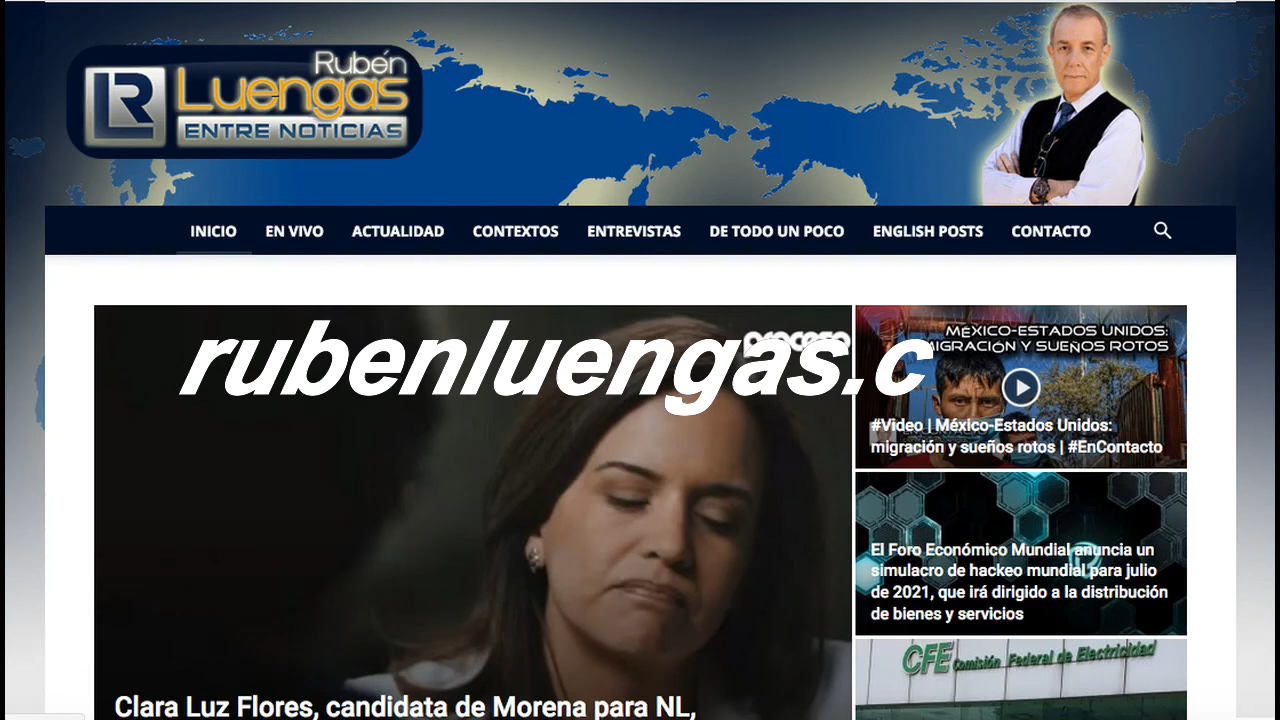 Rubén
Luengas
ENTRE NOTICIAS
LR
INICIO EN VIVO ACTUALIDAD CONTEXTOS ENTREVISTAS DE TODO UN POCO ENGLISH POSTS CONTACTO
proceso
rubenluengas.c
MÉXICO-ESTADOS UNIDOS:
MIGRACIÓN Y SUEÑOS ROTOS
#Video | México-Estados Unidos:
migración y sueños rotos | #EnContacto
El Foro Económico Mundial anuncia un
simulacro de hackeo mundial para julio
de 2021, que irá dirigido a la distribución
de bienes y servicios
CFE Comisión Federal de Electricidad
Clara Luz Flores, candidata de Morena para NL,